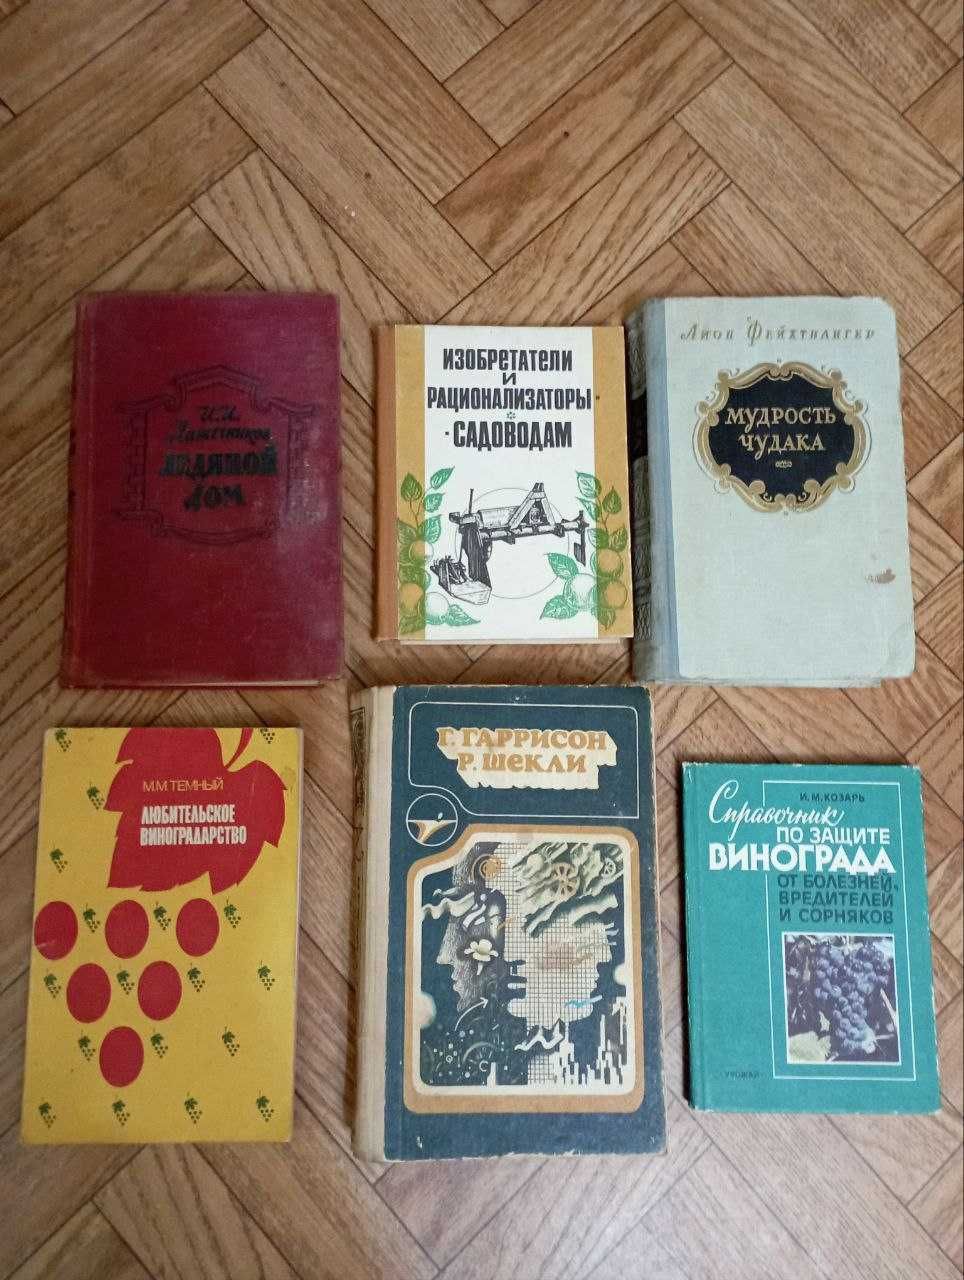 И.И.
Лажечников
ЛЕДЯНОЙ
ДОМ
ИЗОБРЕТАТЕЛИ
И
РАЦИОНАЛИЗАТОРЫ
САДОВОДАМ
Лион Фейхтвангер
МУДРОСТЬ
ЧУДАКА
М.М.ТЕМНЫЙ
ЛЮБИТЕЛЬСКОЕ
ВИНОГРАДАРСТВО
Г. ГАРРИСОН
Р. ШЕКЛИ
И.М.КОЗАРЬ
Справочник
ПО ЗАЩИТЕ
ВИНОГРАДА
ОТ БОЛЕЗНЕЙ,
ВРЕДИТЕЛЕЙ
И СОРНЯКОВ
УРОЖАЙ